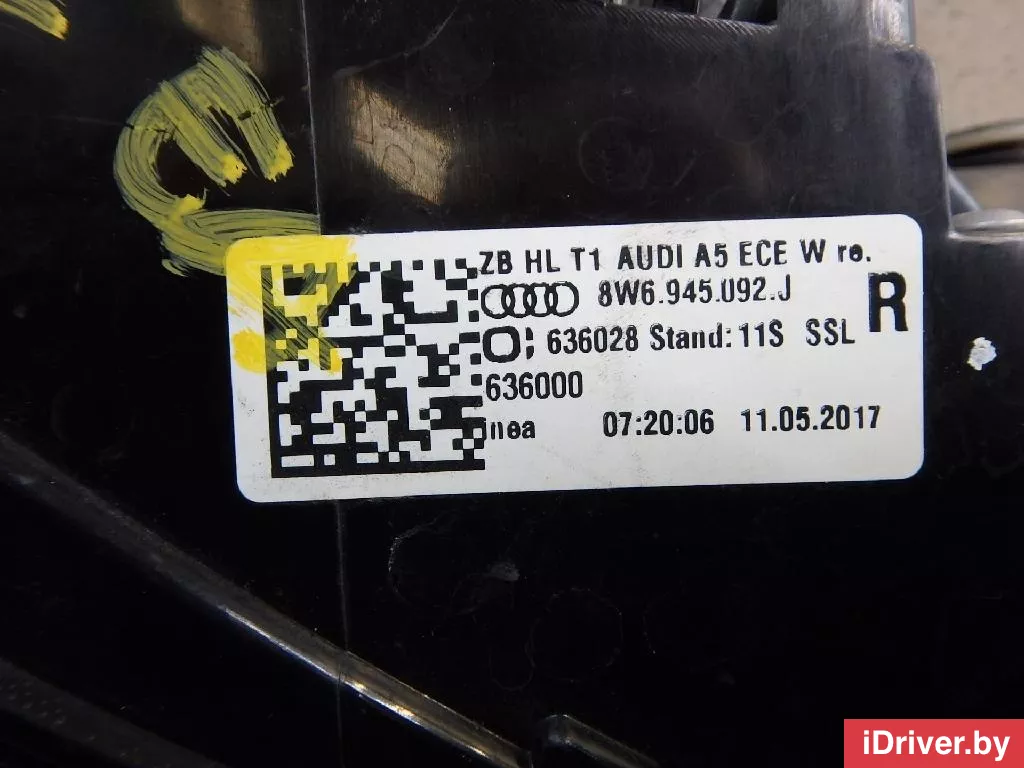 ZB HL T1 AUDI A5 ECE W re.
8W6.945.092.J R
636028 Stand: 11S SSL
636000
07:20:06 11.05.2017
iDriver.by